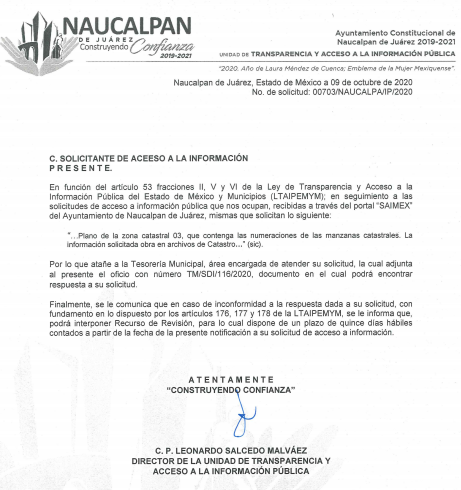 NAUCALPAN
DE JUÁREZ
Construyendo Confianza
2019-2021
Ayuntamiento Constitucional de
Naucalpan de Juárez 2019-2021
UNIDAD DE TRANSPARENCIA Y ACCESO A LA INFORMACIÓN PÚBLICA
"2020. Año de Laura Méndez de Cuenca; Emblema de la Mujer Mexiquense".
Naucalpan de Juárez, Estado de México a 09 de octubre de 2020
No. de solicitud: 00703/NAUCALPA/IP/2020
C. SOLICITANTE DE ACEESO A LA INFORMACIÓN
P R E S E N T E.
En función del artículo 53 fracciones II, V y VI de la Ley de Transparencia y Acceso a la
Información Pública del Estado de México y Municipios (LTAIPEMYM); en seguimiento a las
solicitudes de acceso a información pública que nos ocupan, recibidas a través del portal "SAIMEX"
del Ayuntamiento de Naucalpan de Juárez, mismas que solicitan lo siguiente:
"...Plano de la zona catastral 03, que contenga las numeraciones de las manzanas catastrales. La
información solicitada obra en archivos de Catastro..." (sic).
Por lo que atañe a la Tesorería Municipal, área encargada de atender su solicitud, la cual adjunta
al presente el oficio con número TM/SDI/116/2020, documento en el cual podrá encontrar
respuesta a su solicitud.
Finalmente, se le comunica que en caso de inconformidad a la respuesta dada a su solicitud, con
fundamento en lo dispuesto por los artículos 176, 177 y 178 de la LTAIPEMYM, se le informa que,
podrá interponer Recurso de Revisión, para lo cual dispone de un plazo de quince días hábiles
contados a partir de la fecha de la presente notificación a su solicitud de acceso a información.
A T E N T A M E N T E
"CONSTRUYENDO CONFIANZA"
C. P. LEONARDO SALCEDO MALVÁEZ
DIRECTOR DE LA UNIDAD DE TRANSPARENCIA Y
ACCESO A LA INFORMACIÓN PÚBLICA